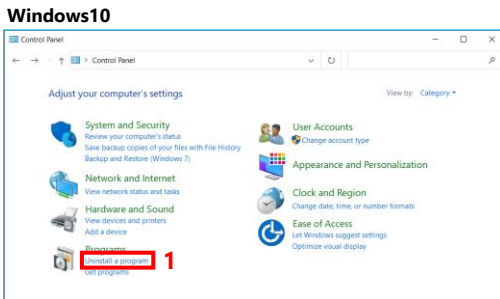 Windows10
Control Panel
Control Panel
Adjust your computer's settings
View by: Category
System and Security
Review your computer's status
Save backup copies of your files with File History
Backup and Restore (Windows 7)
Network and Internet
View network status and tasks
Hardware and Sound
View devices and printers
Add a device
Programs
Uninstall a program 1
Get programs
User Accounts
Change account type
Appearance and Personalization
Clock and Region
Change date, time, or number formats
Ease of Access
Let Windows suggest settings
Optimize visual display